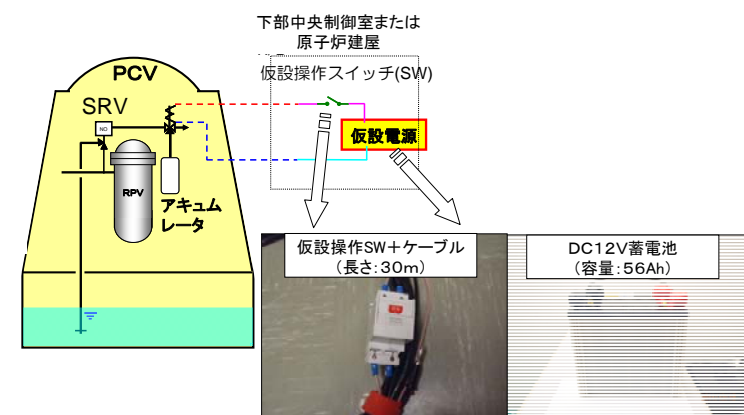 下部中央制御室または
原子炉建屋
仮設操作スイッチ(SW)
PCV
SRV
NO
仮設電源
RPV
アキュム
レータ
仮設操作SW＋ケーブル
（長さ：30m）
DC12V蓄電池
（容量：56Ah）